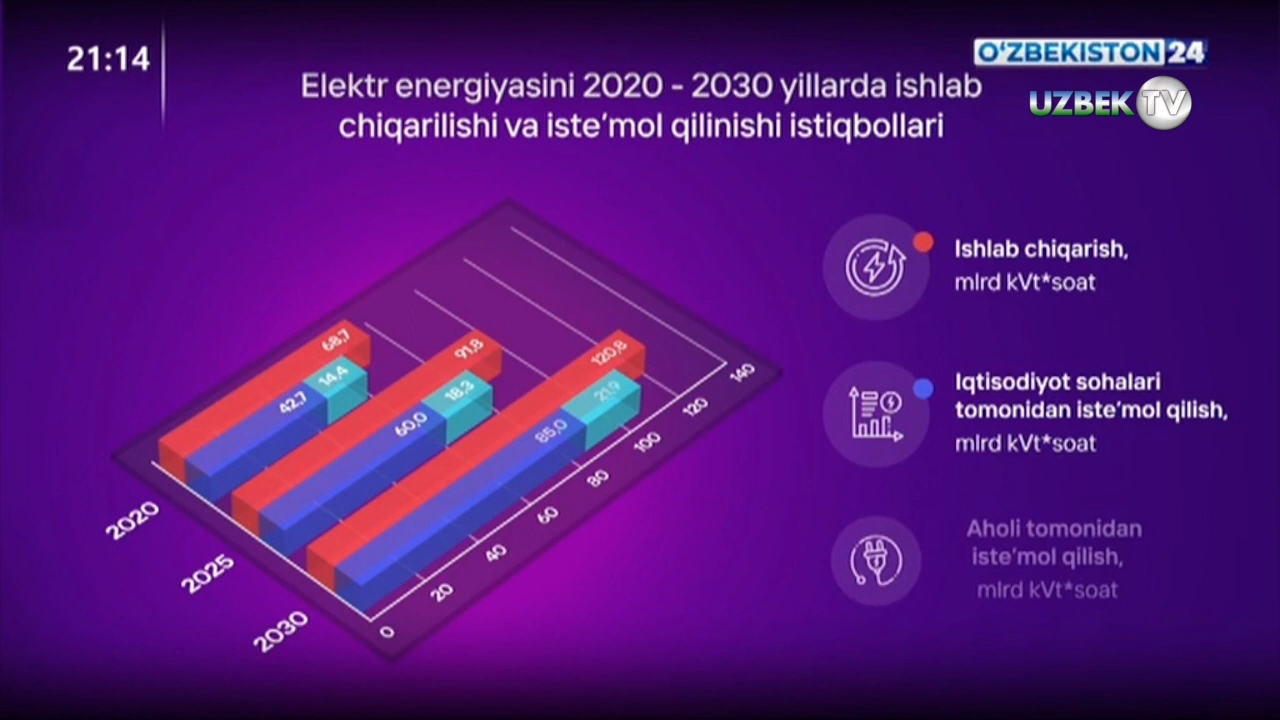 21:14
O‘ZBEKISTON 24
UZBEK TV
Elektr energiyasini 2020 - 2030 yillarda ishlab
chiqarilishi va iste’mol qilinishi istiqbollari
Ishlab chiqarish,
mlrd kVt*soat
Iqtisodiyot sohalari
tomonidan iste’mol qilish,
mlrd kVt*soat
Aholi tomonidan
iste’mol qilish,
mlrd kVt*soat
68,7
14,4
42,7
91,8
18,3
60,0
120,8
21,9
85,0
2020
2025
2030
0
20
40
60
80
100
120
140